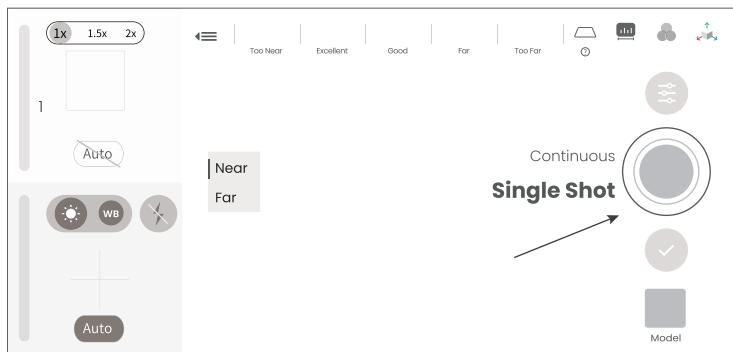 1x 1.5x 2x
1
Auto
WB
Auto
Too Near Excellent Good Far Too Far
?
Near
Far
Continuous
Single Shot
Model